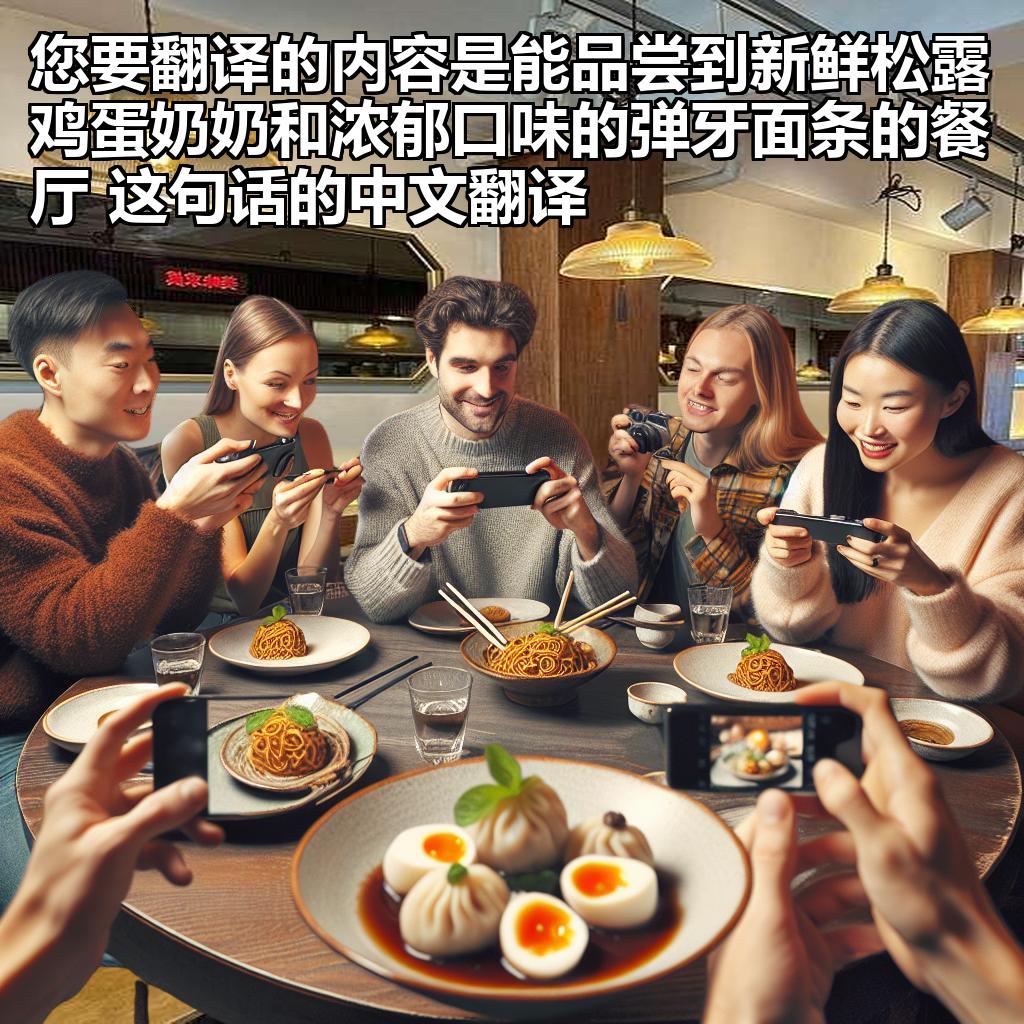 您要翻译的内容是能品尝到新鲜松露
鸡蛋奶奶和浓郁口味的弹牙面条的餐
厅 这句话的中文翻译